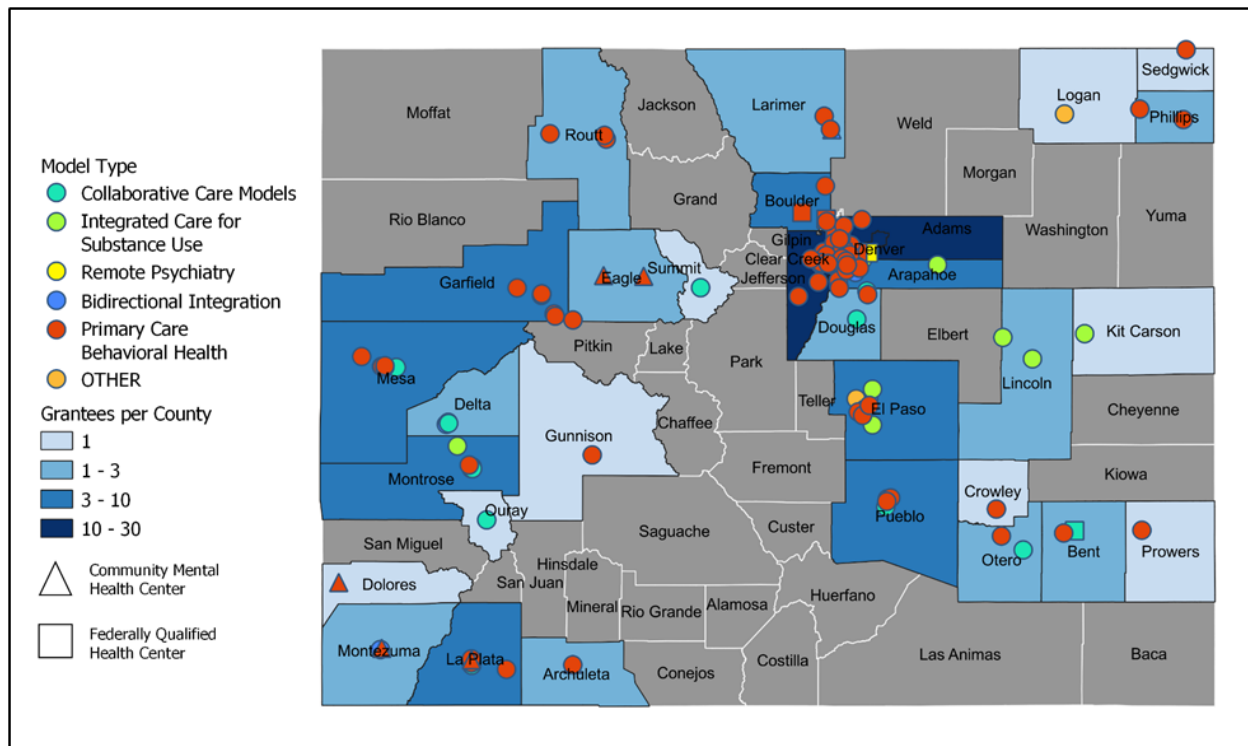 Model Type
Collaborative Care Models
Integrated Care for
Substance Use
Remote Psychiatry
Bidirectional Integration
Primary Care
Behavioral Health
OTHER
Grantees per County
1
1 - 3
3 - 10
10 - 30
Community Mental
Health Center
Federally Qualified
Health Center
Moffat
Routt
Jackson
Larimer
Weld
Logan
Sedgwick
Phillips
Morgan
Rio Blanco
Grand
Boulder
Washington
Yuma
Gilpin
Adams
Denver
Clear Creek
Arapahoe
Jefferson
Garfield
Eagle
Summit
Douglas
Elbert
Kit Carson
Pitkin
Lake
Park
Lincoln
Mesa
Delta
Teller
El Paso
Cheyenne
Gunnison
Chaffee
Fremont
Kiowa
Montrose
Crowley
Ouray
Pueblo
Saguache
Custer
San Miguel
Otero
Bent
Prowers
Hinsdale
Dolores
San Juan
Mineral
Rio Grande
Alamosa
Huerfano
Montezuma
La Plata
Archuleta
Conejos
Costilla
Las Animas
Baca